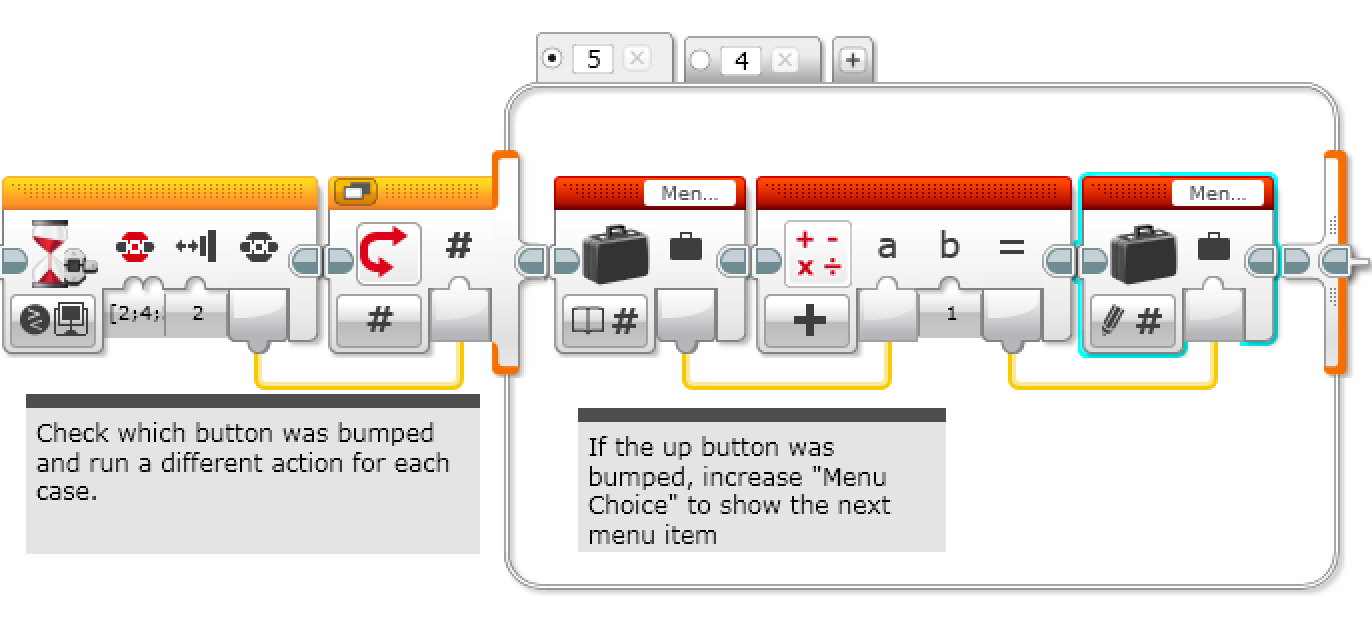 5 4
Men...
Men...
# a b =
[2;4; 2 # # 1 #
Check which button was bumped
and run a different action for each
case.
If the up button was
bumped, increase "Menu
Choice" to show the next
menu item